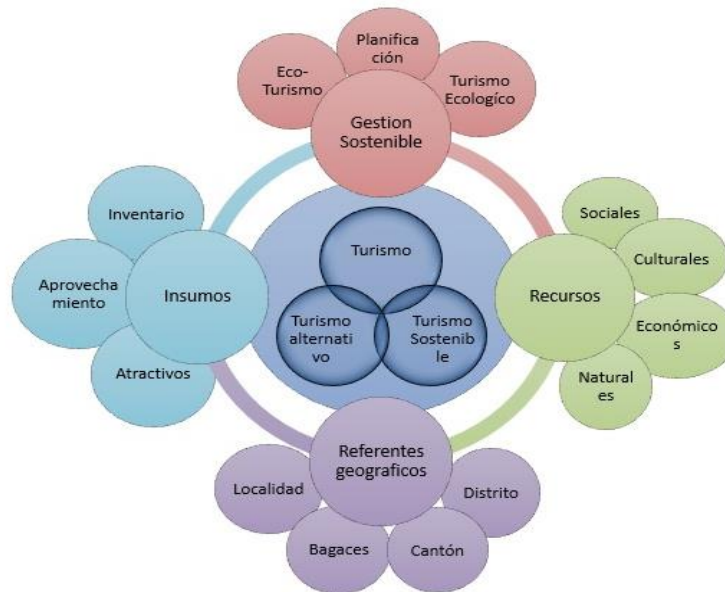 Planifica
ción
Eco-
Turismo
Turismo
Ecologíco
Gestion
Sostenible
Inventario
Aprovecha
miento
Atractivos
Insumos
Turismo
Turismo
alternati
vo
Turismo
Sostenib
le
Recursos
Sociales
Culturales
Económico
s
Natural
es
Referentes
geograficos
Localidad
Bagaces
Cantón
Distrito